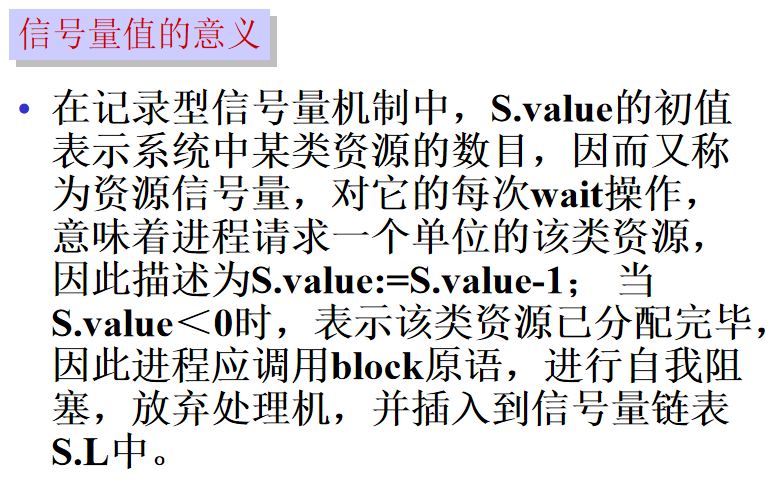 信号量值的意义
• 在记录型信号量机制中，S.value的初值
表示系统中某类资源的数目，因而又称
为资源信号量，对它的每次wait操作，
意味着进程请求一个单位的该类资源，
因此描述为S.value:=S.value-1； 当
S.value＜0时，表示该类资源已分配完毕，
因此进程应调用block原语，进行自我阻
塞，放弃处理机，并插入到信号量链表
S.L中。